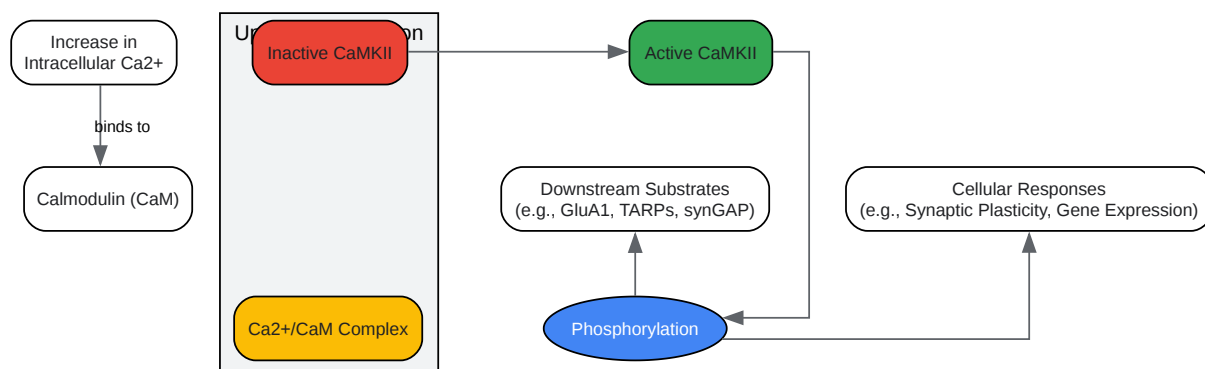 Increase in
Intracellular Ca2+
binds to
Calmodulin (CaM)
Inactive CaMKII
Ca2+/CaM Complex
Active CaMKII
Downstream Substrates
(e.g., GluA1, TARPs, synGAP)
Phosphorylation
Cellular Responses
(e.g., Synaptic Plasticity, Gene Expression)